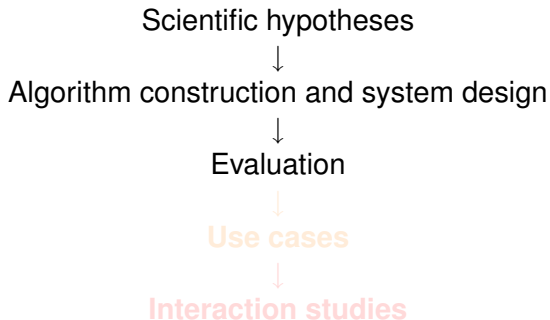 Scientific hypotheses
↓
Algorithm construction and system design
↓
Evaluation
↓
Use cases
↓
Interaction studies